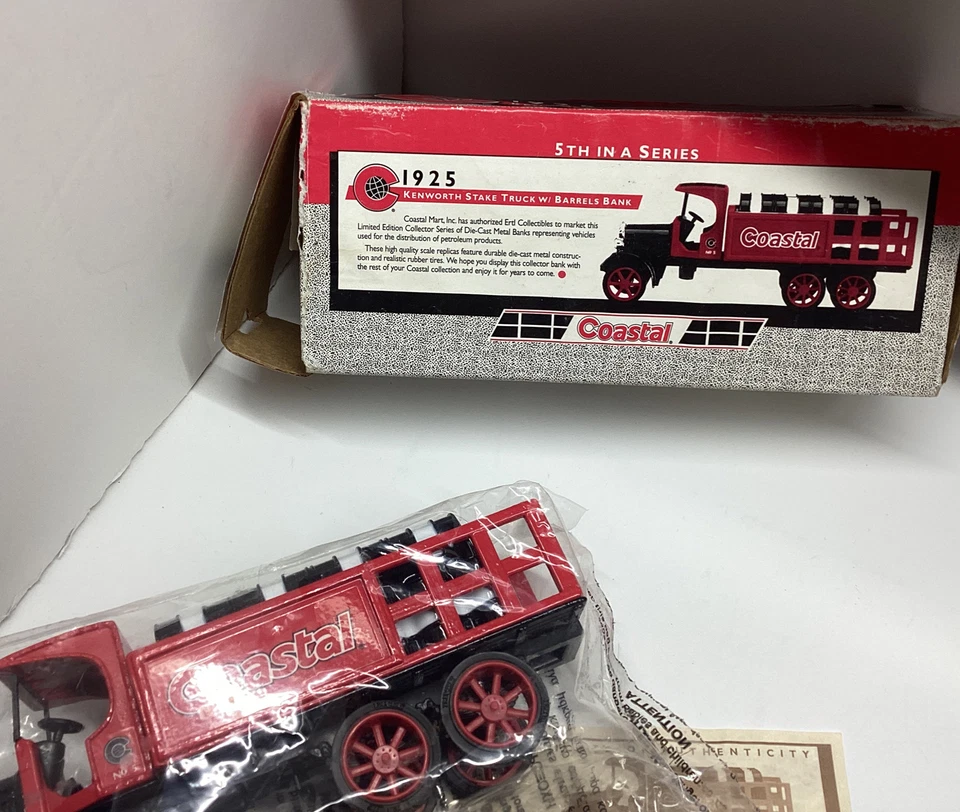 5TH IN A SERIES
1925
KENWORTH STAKE TRUCK W/ BARRELS BANK
Coastal Mart, Inc. has authorized Ertl Collectibles to market this
Limited Edition Collector Series of Die-Cast Metal Banks representing vehicles
used for the distribution of petroleum products.
These high quality scale replicas feature durable die-cast metal construc-
tion and realistic rubber tires. We hope you display this collector bank with
the rest of your Coastal collection and enjoy it for years to come.
Coastal
Coastal
Coastal
ATTENTION
THENTICITY